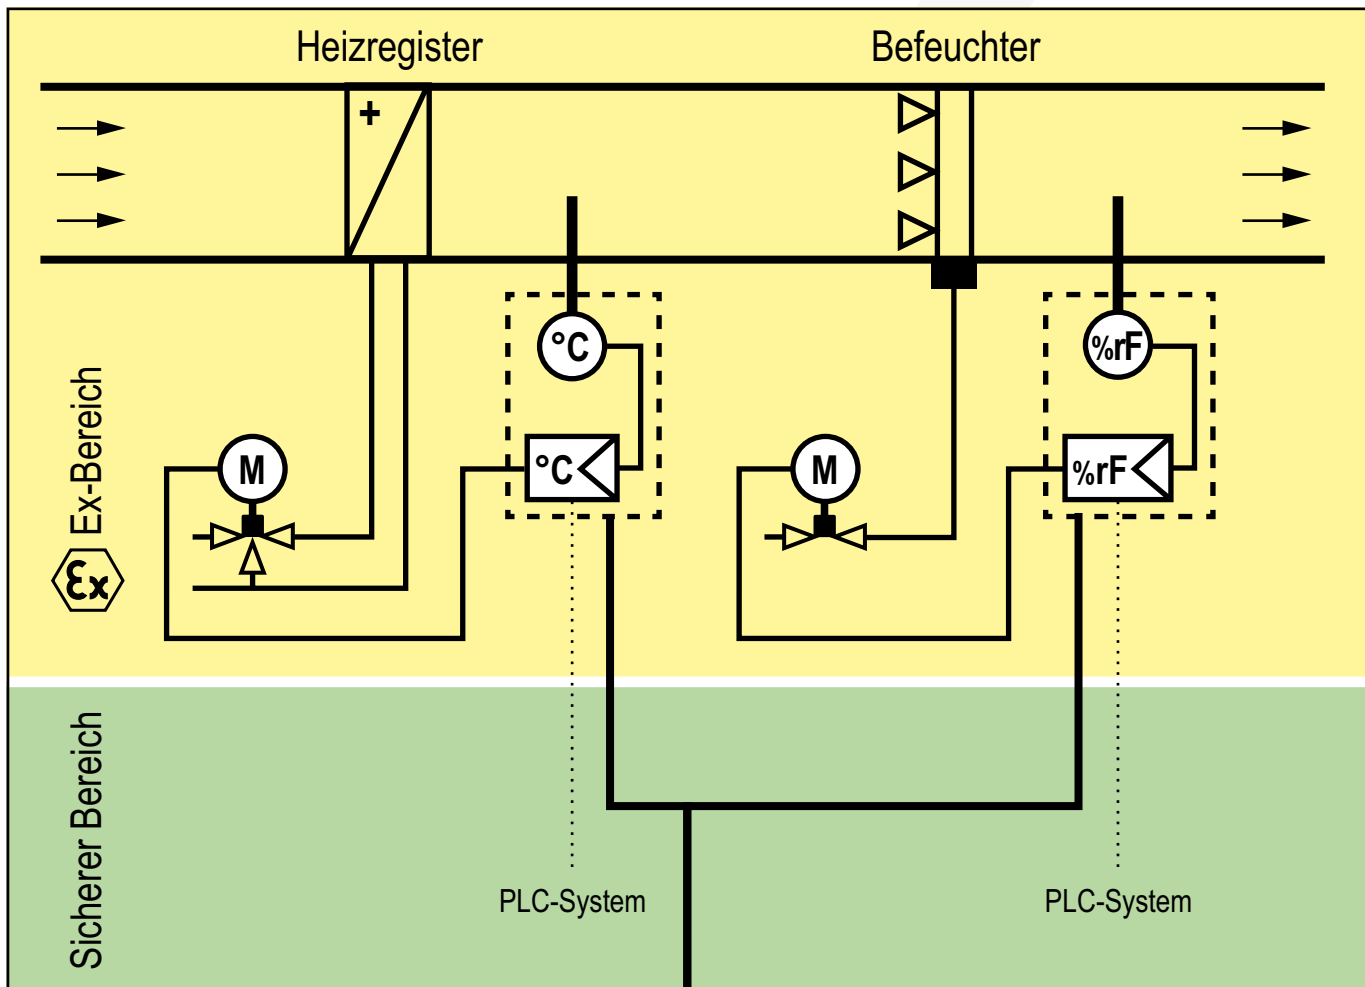 Heizregister
Befeuchter
+
°C
%rF
Ex-Bereich
M
°C
M
%rF
Ex
Sicherer Bereich
PLC-System
PLC-System